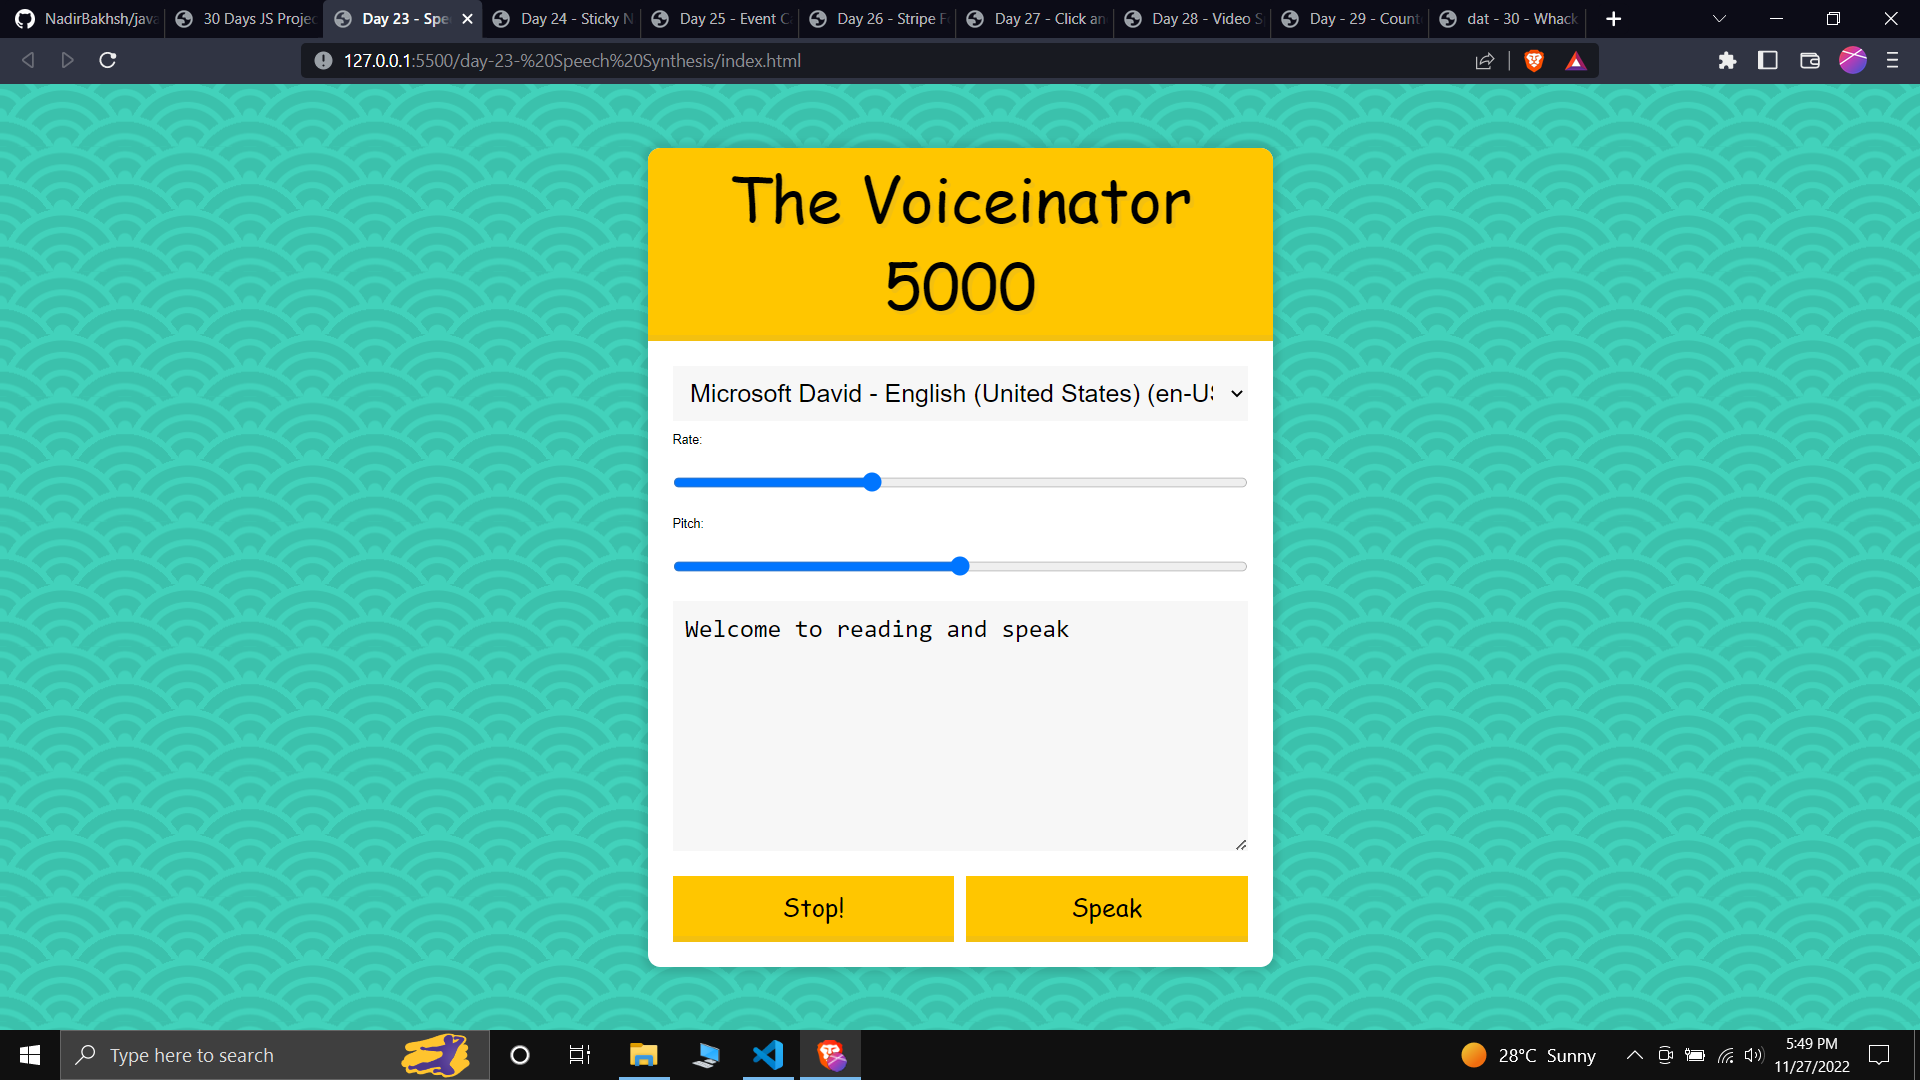 NadirBakhsh/java
30 Days JS Projec
Day 23 - Spe
Day 24 - Sticky N
Day 25 - Event C
Day 26 - Stripe F
Day 27 - Click an
Day 28 - Video S
Day - 29 - Count
dat - 30 - Whack
127.0.0.1:5500/day-23-%20Speech%20Synthesis/index.html
The Voiceinator
5000
Microsoft David - English (United States) (en-US
Rate:
Pitch:
Welcome to reading and speak
Stop!
Speak
Type here to search
28°C Sunny
5:49 PM
11/27/2022